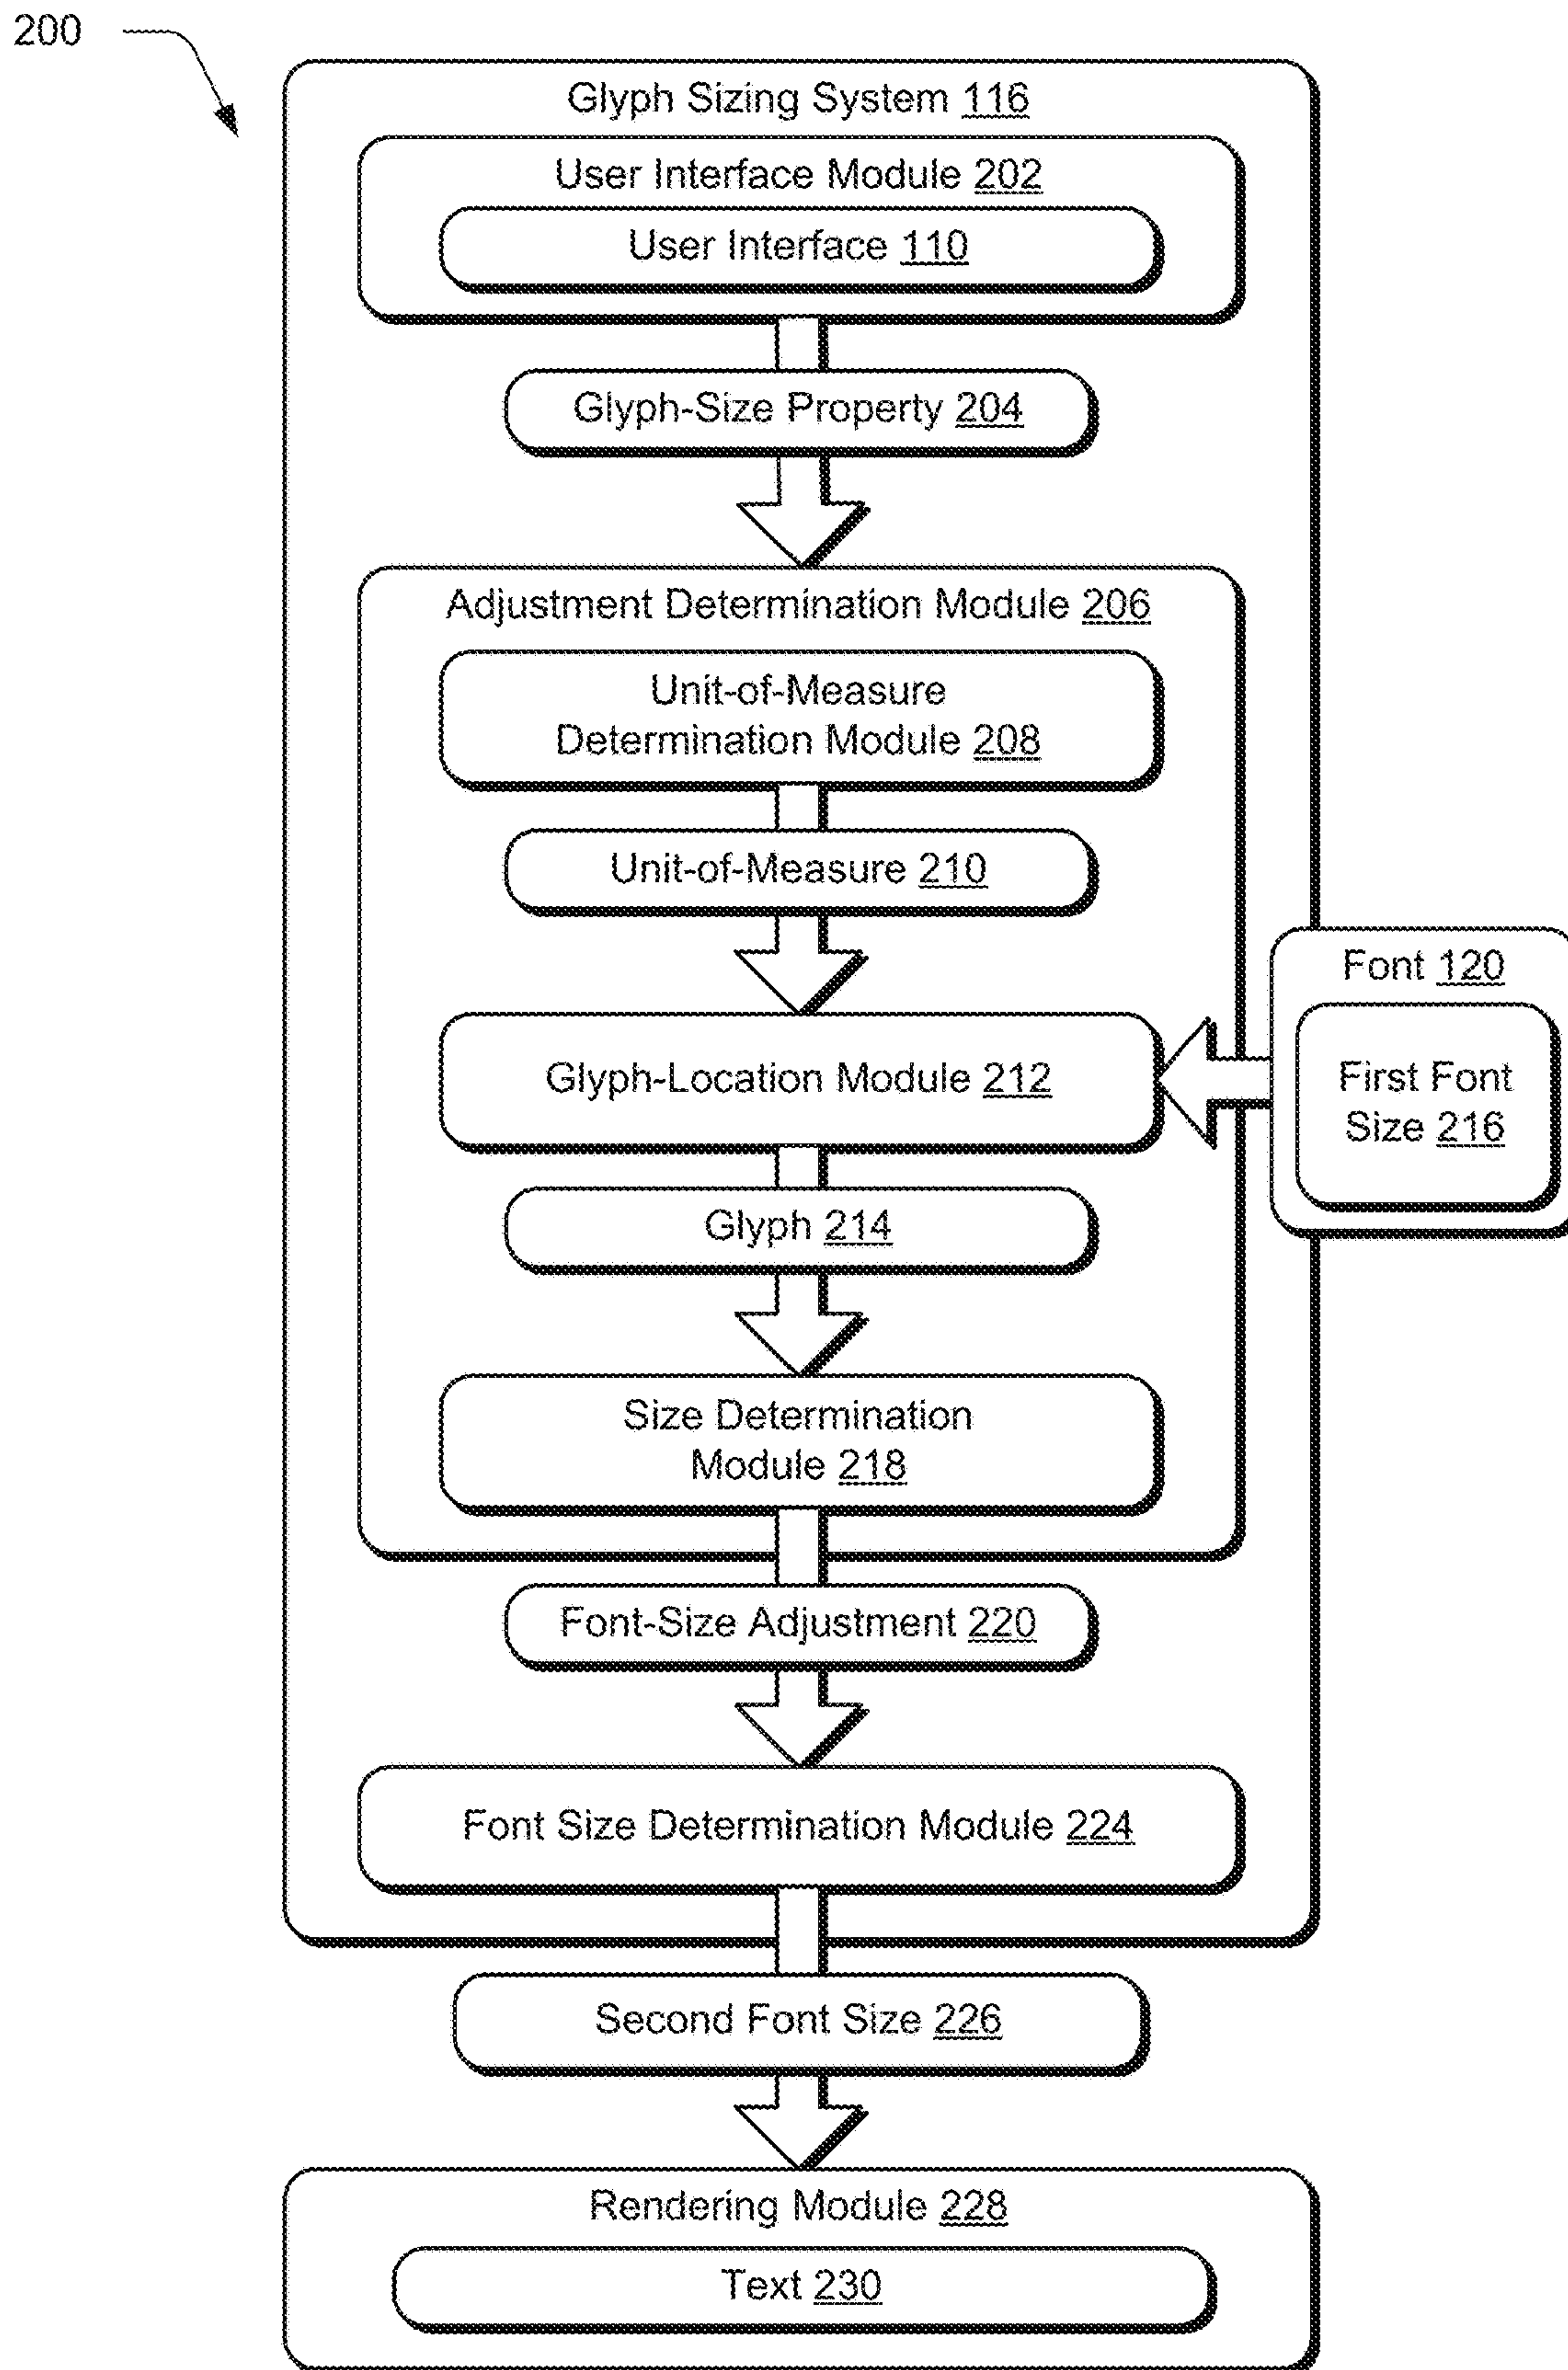 200
Glyph Sizing System 116
User Interface Module 202
User Interface 110
Glyph-Size Property 204
Adjustment Determination Module 206
Unit-of-Measure
Determination Module 208
Unit-of-Measure 210
Font 120
First Font
Size 216
Glyph-Location Module 212
Glyph 214
Size Determination
Module 218
Font-Size Adjustment 220
Font Size Determination Module 224
Second Font Size 226
Rendering Module 228
Text 230